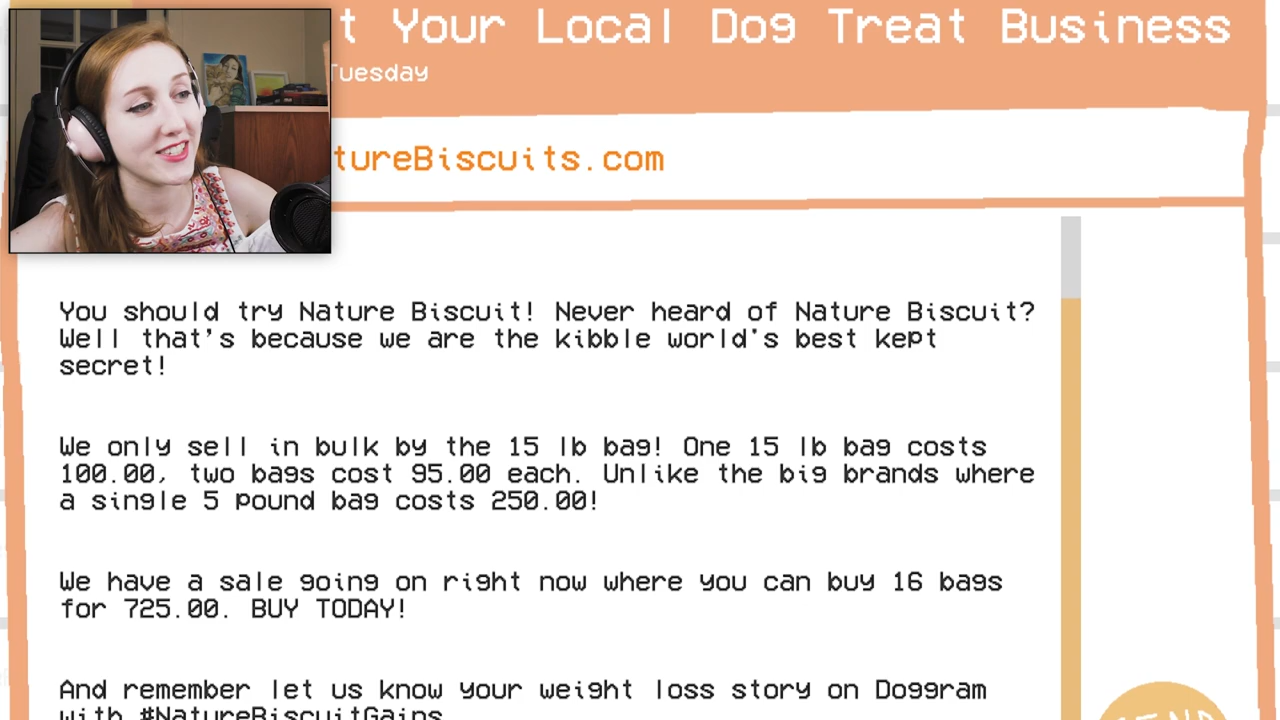 t Your Local Dog Treat Business
Tuesday
tureBiscuits.com
You should try Nature Biscuit! Never heard of Nature Biscuit?
Well that's because we are the kibble world's best kept
secret!
We only sell in bulk by the 15 lb bag! One 15 lb bag costs
100.00, two bags cost 95.00 each. Unlike the big brands where
a single 5 pound bag costs 250.00!
We have a sale going on right now where you can buy 16 bags
for 725.00. BUY TODAY!
And remember let us know your weight loss story on Doggram
with #NatureBiscuitGains